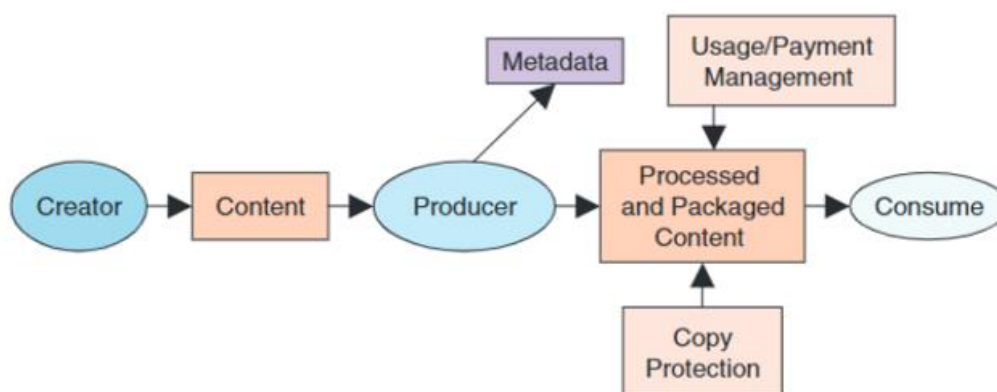 Metadata
Usage/Payment
Management
Creator
Content
Producer
Processed
and Packaged
Content
Consume
Copy
Protection